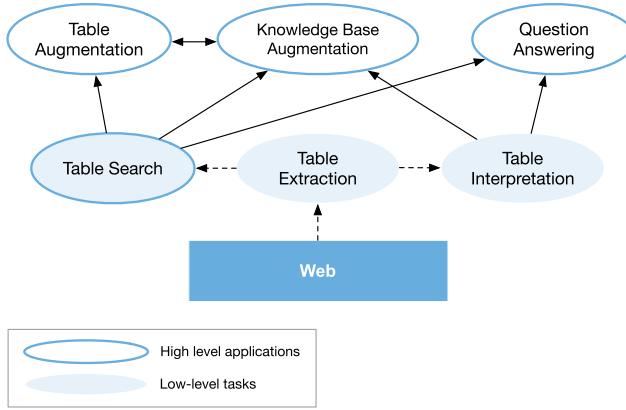 Table
Augmentation
Knowledge Base
Augmentation
Question
Answering
Table Search
Table
Extraction
Table
Interpretation
Web
High level applications
Low-level tasks